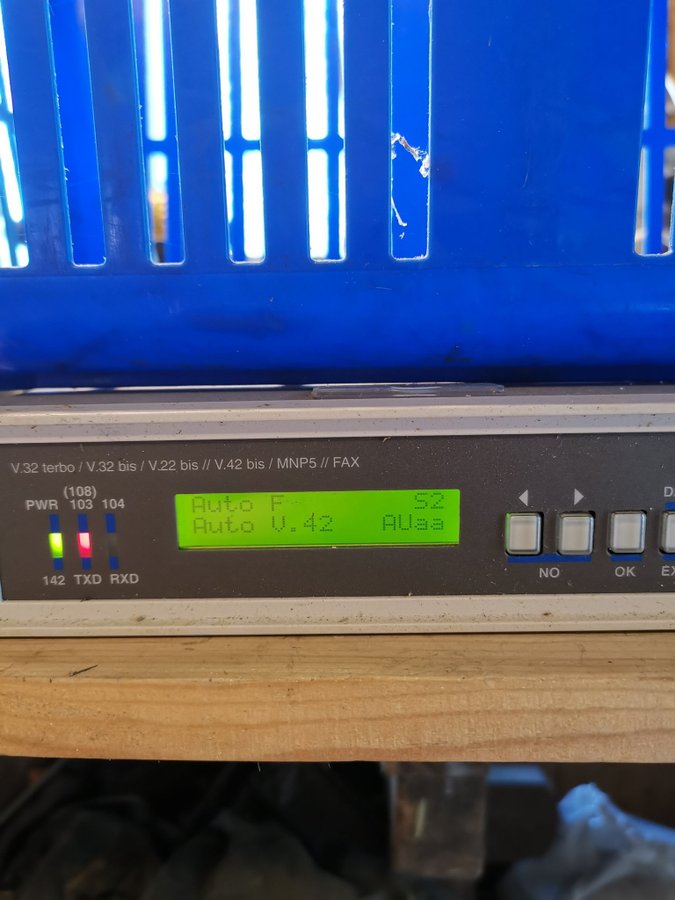 V.32 terbo / V.32 bis / V.22 bis // V.42 bis / MNP5 // FAX
(108)
PWR 103 104
142 TXD RXD
Auto F S2
Auto V.42 AVaa
NO OK